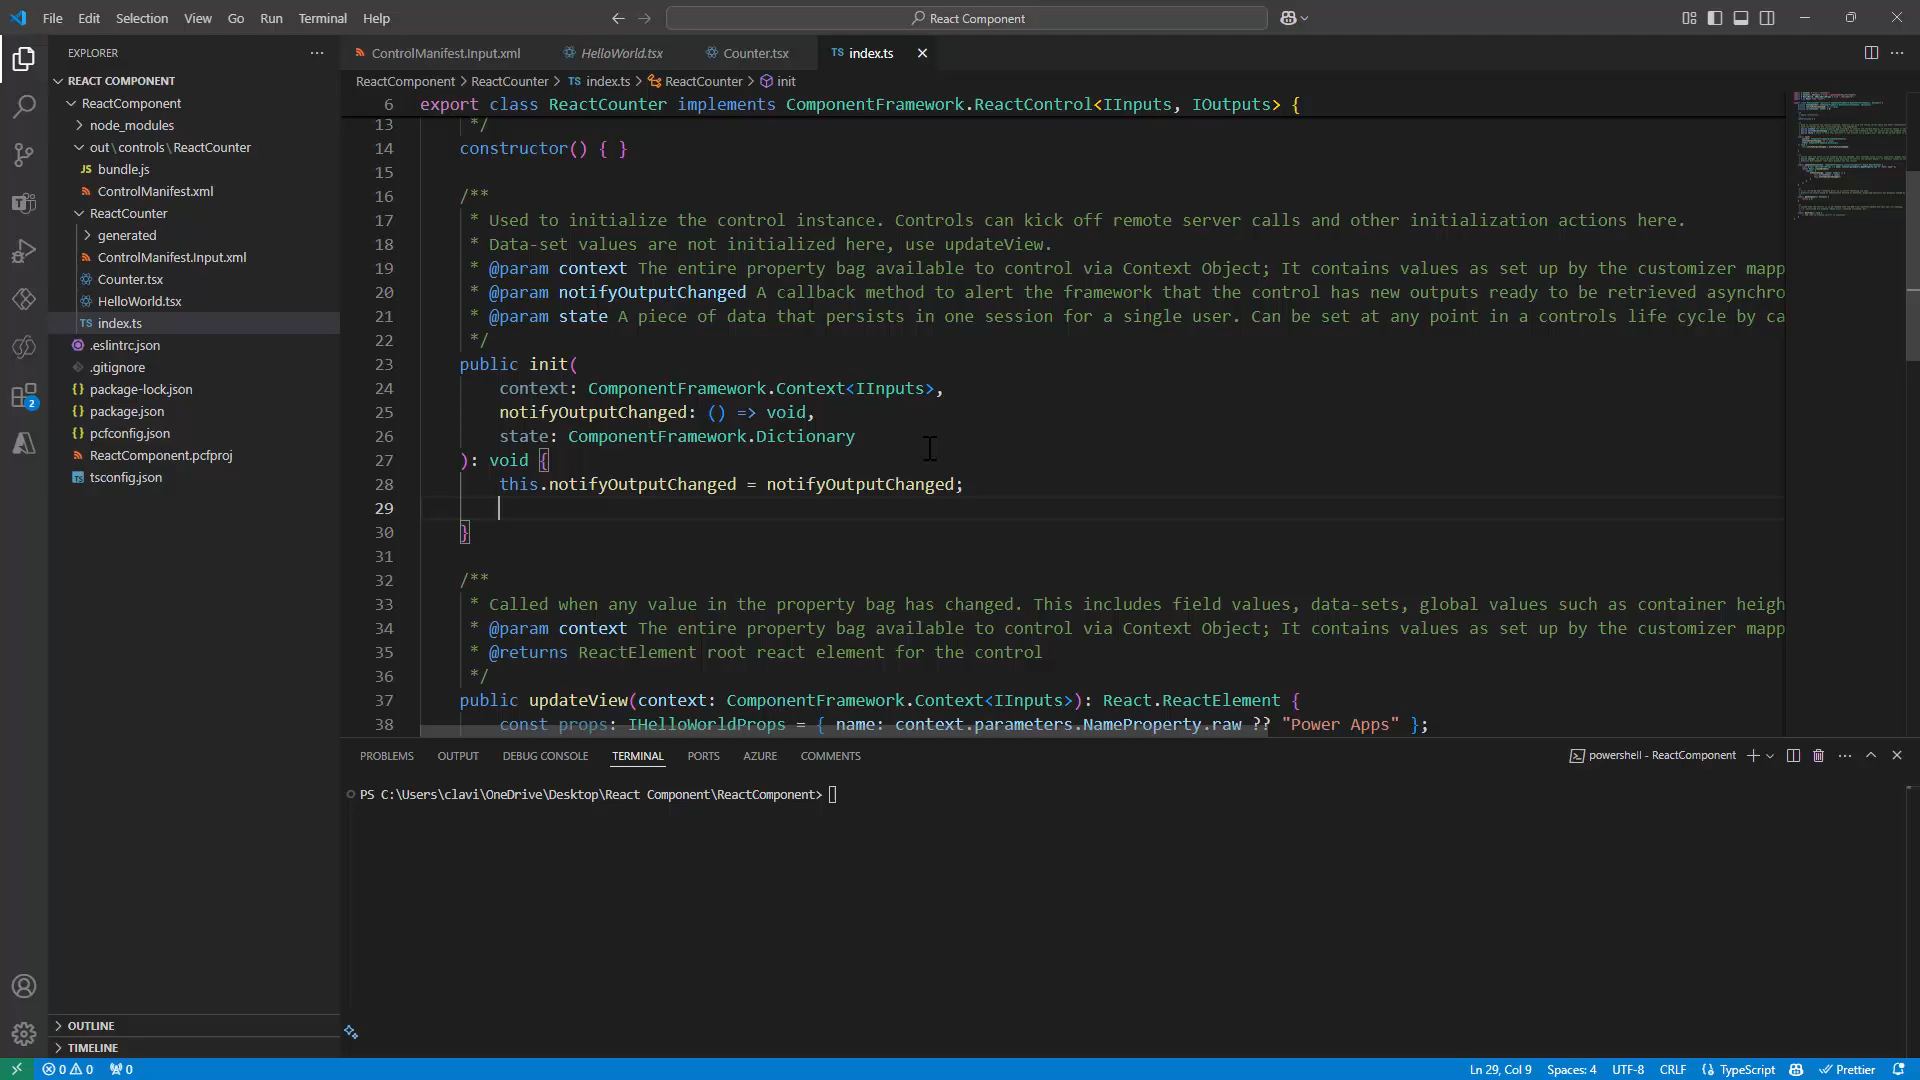 File Edit Selection View Go Run Terminal Help
React Component
EXPLORER
REACT COMPONENT
ReactComponent
node_modules
out\controls\ReactCounter
JS bundle.js
ControlManifest.xml
ReactCounter
generated
ControlManifest.Input.xml
Counter.tsx
HelloWorld.tsx
TS index.ts
.eslintrc.json
.gitignore
{} package-lock.json
{} package.json
{} pcfconfig.json
ReactComponent.pcfproj
TS tsconfig.json
2
OUTLINE
TIMELINE
ControlManifest.Input.xml HelloWorld.tsx Counter.tsx TS index.ts
ReactComponent > ReactCounter > TS index.ts > ReactCounter > init
6 export class ReactCounter implements ComponentFramework.ReactControl<IInputs, IOutputs> {
13 */
14 constructor() { }
15
16 /**
17 * Used to initialize the control instance. Controls can kick off remote server calls and other initialization actions here.
18 * Data-set values are not initialized here, use updateView.
19 * @param context The entire property bag available to control via Context Object; It contains values as set up by the customizer mapp
20 * @param notifyOutputChanged A callback method to alert the framework that the control has new outputs ready to be retrieved asynchro
21 * @param state A piece of data that persists in one session for a single user. Can be set at any point in a controls life cycle by ca
22 */
23 public init(
24 context: ComponentFramework.Context<IInputs>,
25 notifyOutputChanged: () => void,
26 state: ComponentFramework.Dictionary
27 ): void {
28 this.notifyOutputChanged = notifyOutputChanged;
29
30 }
31
32 /**
33 * Called when any value in the property bag has changed. This includes field values, data-sets, global values such as container heigh
34 * @param context The entire property bag available to control via Context Object; It contains values as set up by the customizer mapp
35 * @returns ReactElement root react element for the control
36 */
37 public updateView(context: ComponentFramework.Context<IInputs>): React.ReactElement {
38 const props: IHelloWorldProps = { name: context.parameters.NameProperty.raw ?? "Power Apps" };
PROBLEMS OUTPUT DEBUG CONSOLE TERMINAL PORTS AZURE COMMENTS
powershell - ReactComponent
PS C:\Users\clavi\OneDrive\Desktop\React Component\ReactComponent>
0 0 0
Ln 29, Col 9 Spaces: 4 UTF-8 CRLF {} TypeScript Prettier